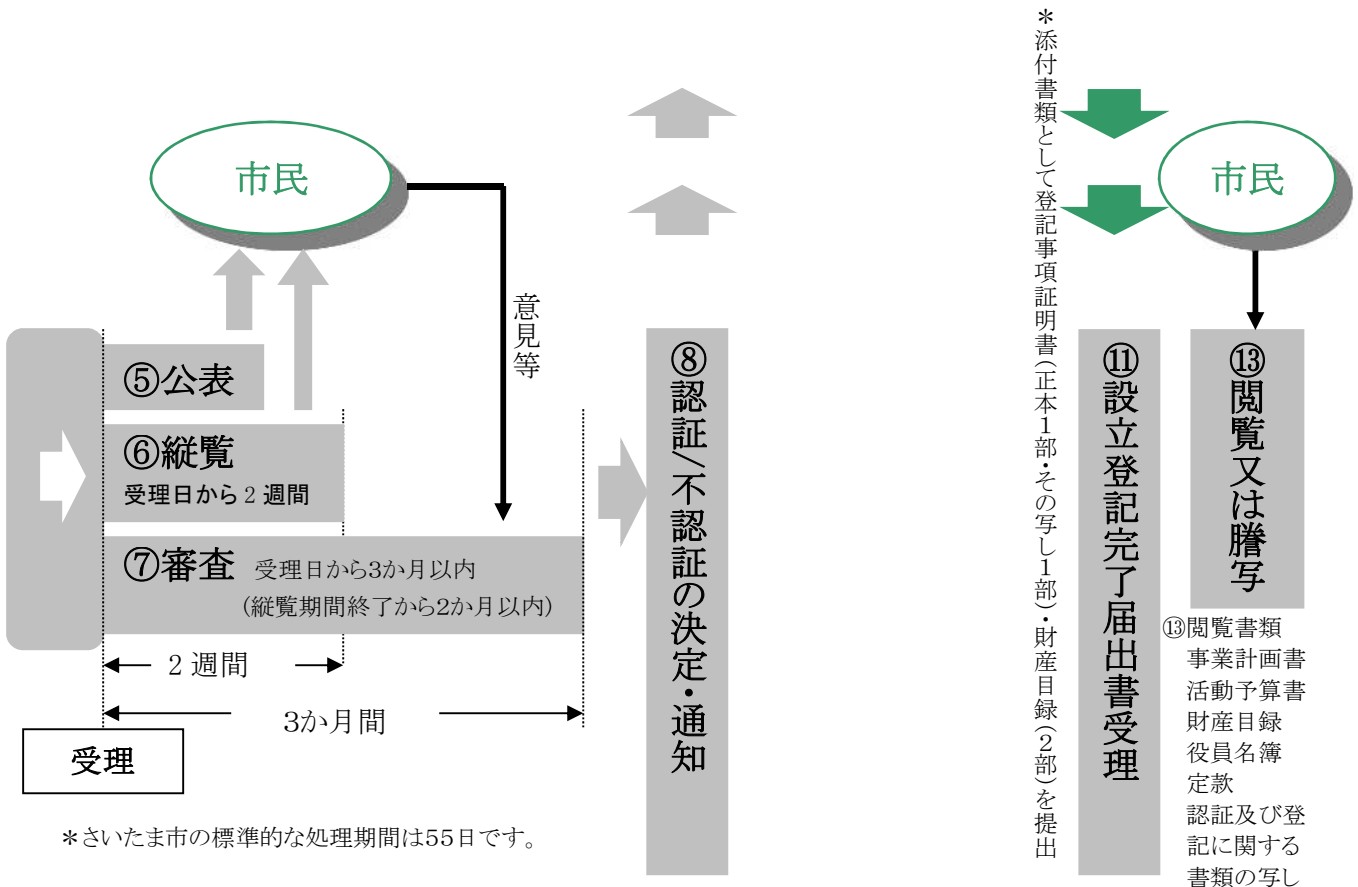 市民
意見等
⑤公表
⑥縦覧
受理日から2週間
⑦審査 受理日から3か月以内
(縦覧期間終了から2か月以内)
2週間
3か月間
受理
*さいたま市の標準的な処理期間は55日です。
⑧認証/不認証の決定・通知
*添付書類として登記事項証明書(正本1部・その写し1部)・財産目録(2部)を提出
⑪設立登記完了届出書受理
市民
⑬閲覧又は謄写
⑬閲覧書類
事業計画書
活動予算書
財産目録
役員名簿
定款
認証及び登
記に関する
書類の写し